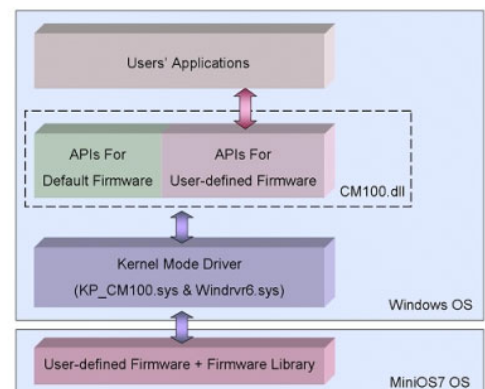 Users' Applications
APIs For
Default Firmware
APIs For
User-defined Firmware
CM100.dll
Kernel Mode Driver
(KP_CM100.sys & Windrvr6.sys)
Windows OS
User-defined Firmware + Firmware Library
MiniOS7 OS